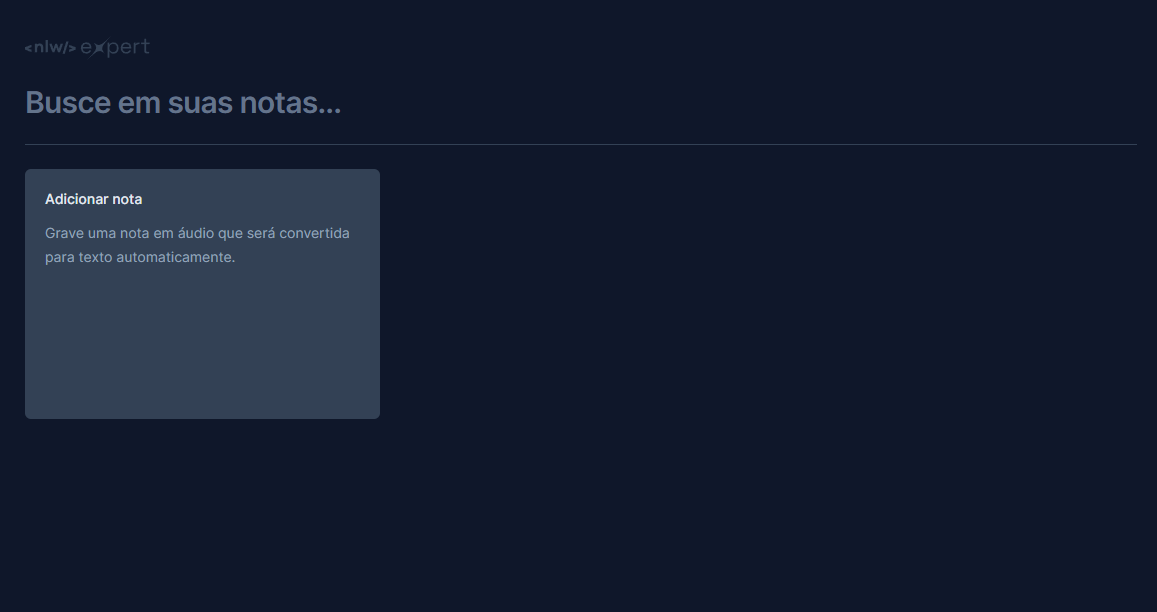 <nlw/> expert
Busce em suas notas...
Adicionar nota
Grave uma nota em áudio que será convertida
para texto automaticamente.